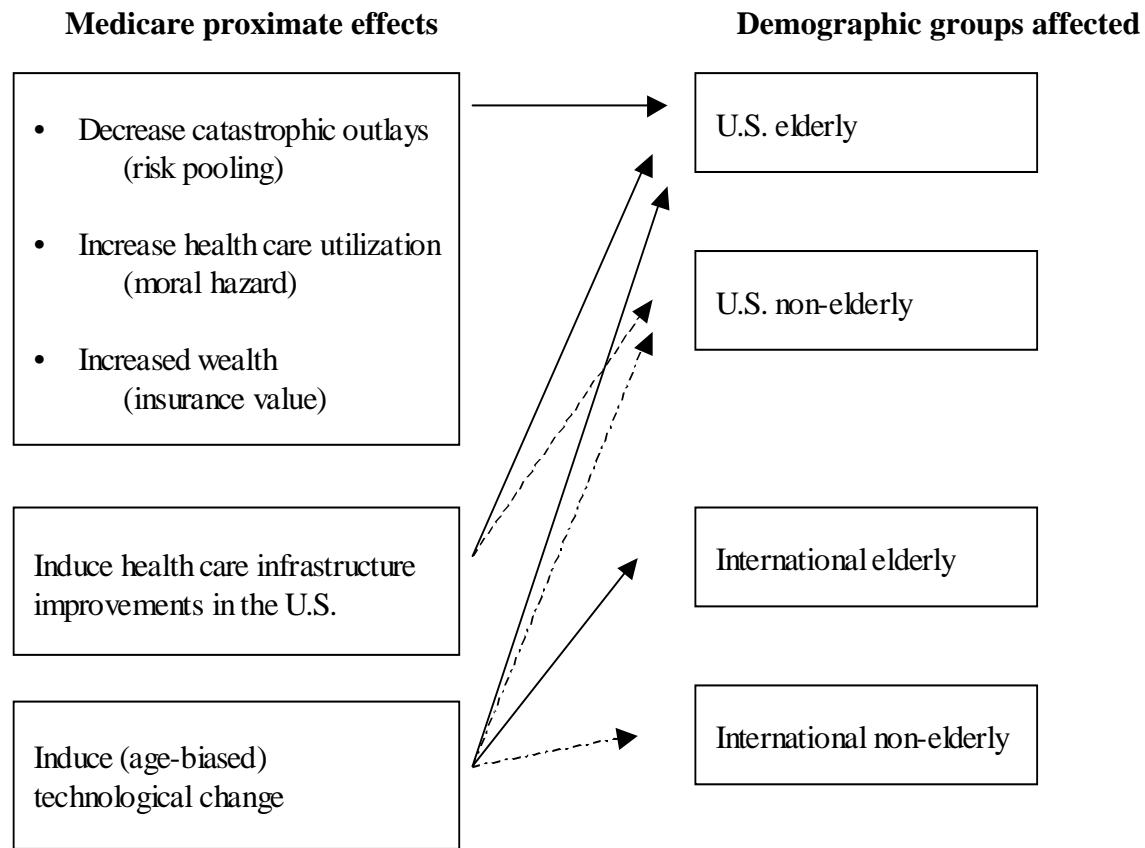 Medicare proximate effects
Demographic groups affected
• Decrease catastrophic outlays
(risk pooling)
• Increase health care utilization
(moral hazard)
• Increased wealth
(insurance value)
Induce health care infrastructure
improvements in the U.S.
Induce (age-biased)
technological change
U.S. elderly
U.S. non-elderly
International elderly
International non-elderly